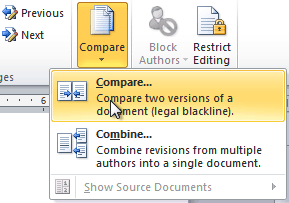 Previous
Next
Compare
Block
Authors
Restrict
Editing
ges
6
Compare...
Compare two versions of a
document (legal blackline).
Combine...
Combine revisions from multiple
authors into a single document.
Show Source Documents